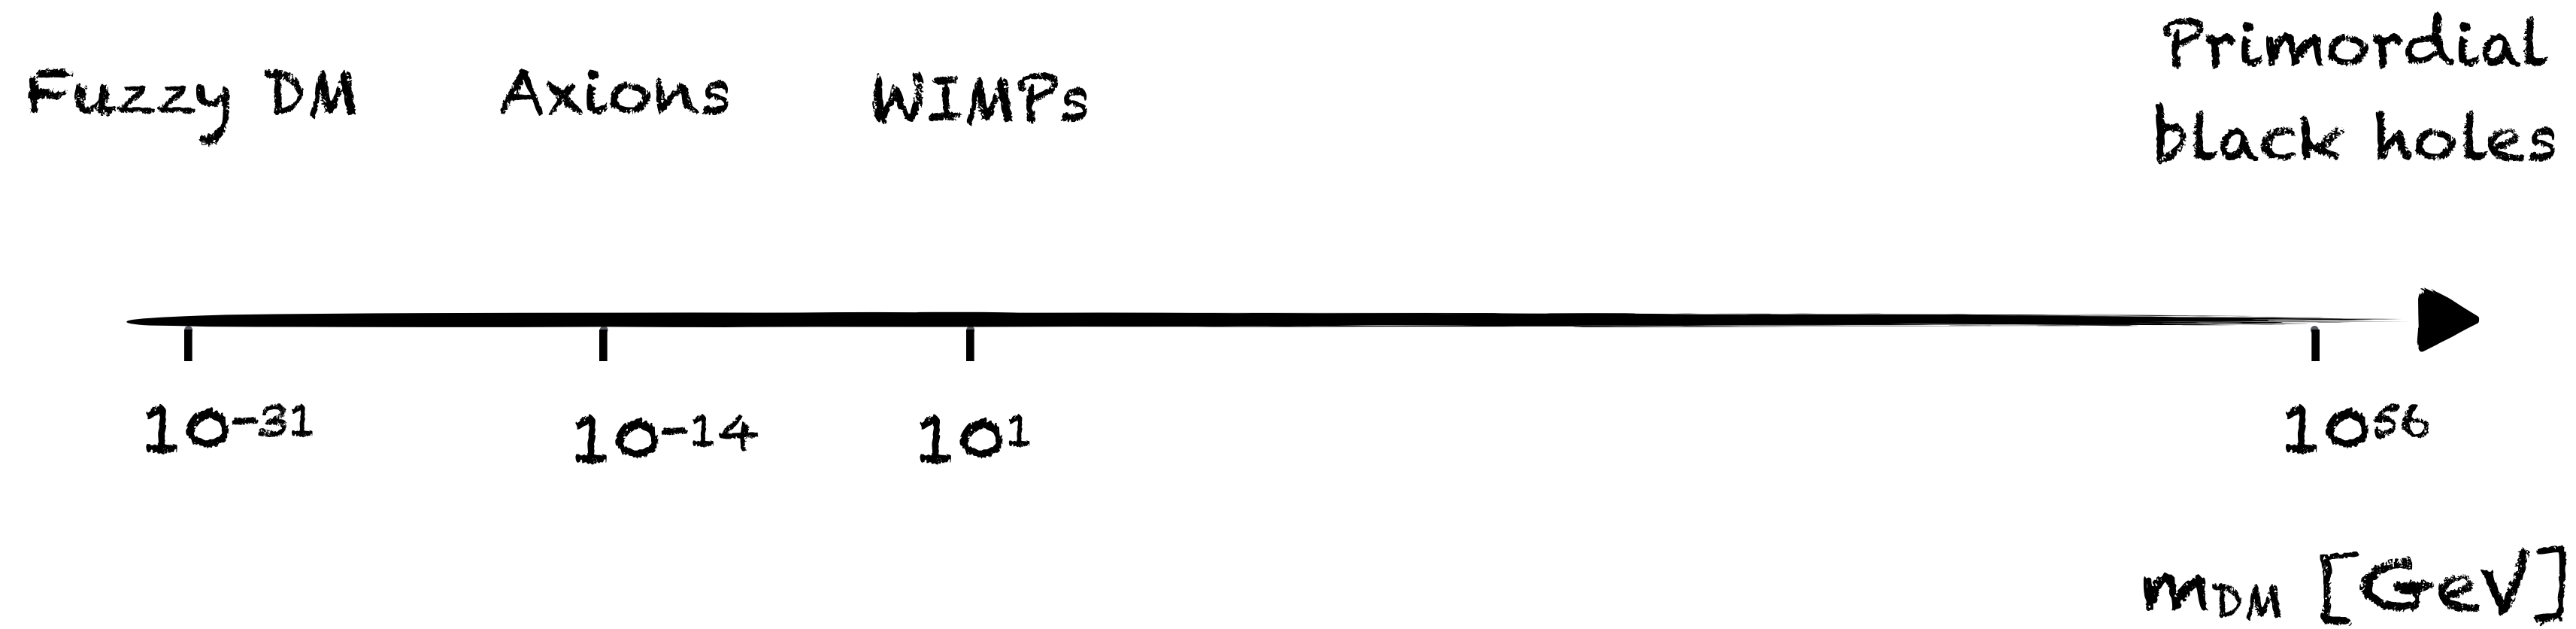 Fuzzy DM Axions WIMPs Primordial
black holes
10⁻³¹ 10⁻¹⁴ 10¹ 10⁵⁶
mDM [GeV]